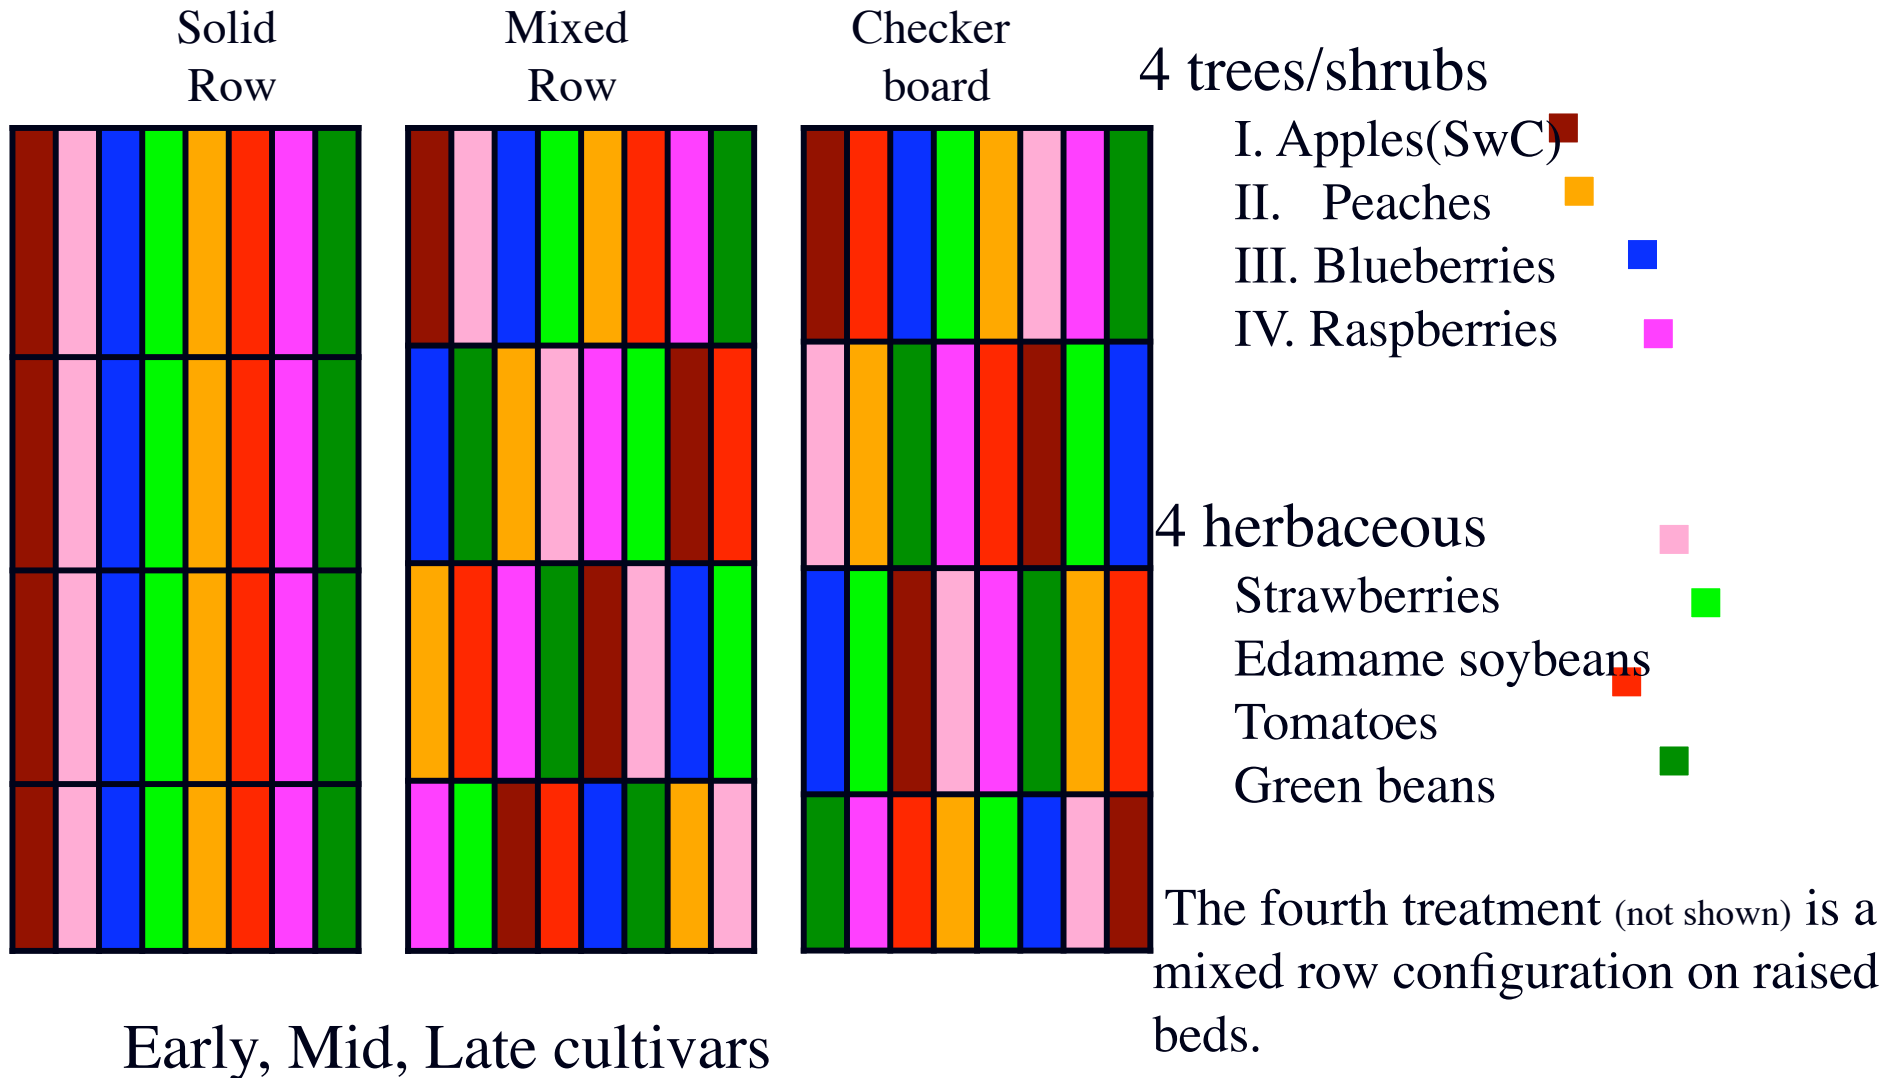 Solid
Row
Mixed
Row
Checker
board
4 trees/shrubs
I. Apples(SwC)
II. Peaches
III. Blueberries
IV. Raspberries
4 herbaceous
Strawberries
Edamame soybeans
Tomatoes
Green beans
The fourth treatment (not shown) is a
mixed row configuration on raised
beds.
Early, Mid, Late cultivars